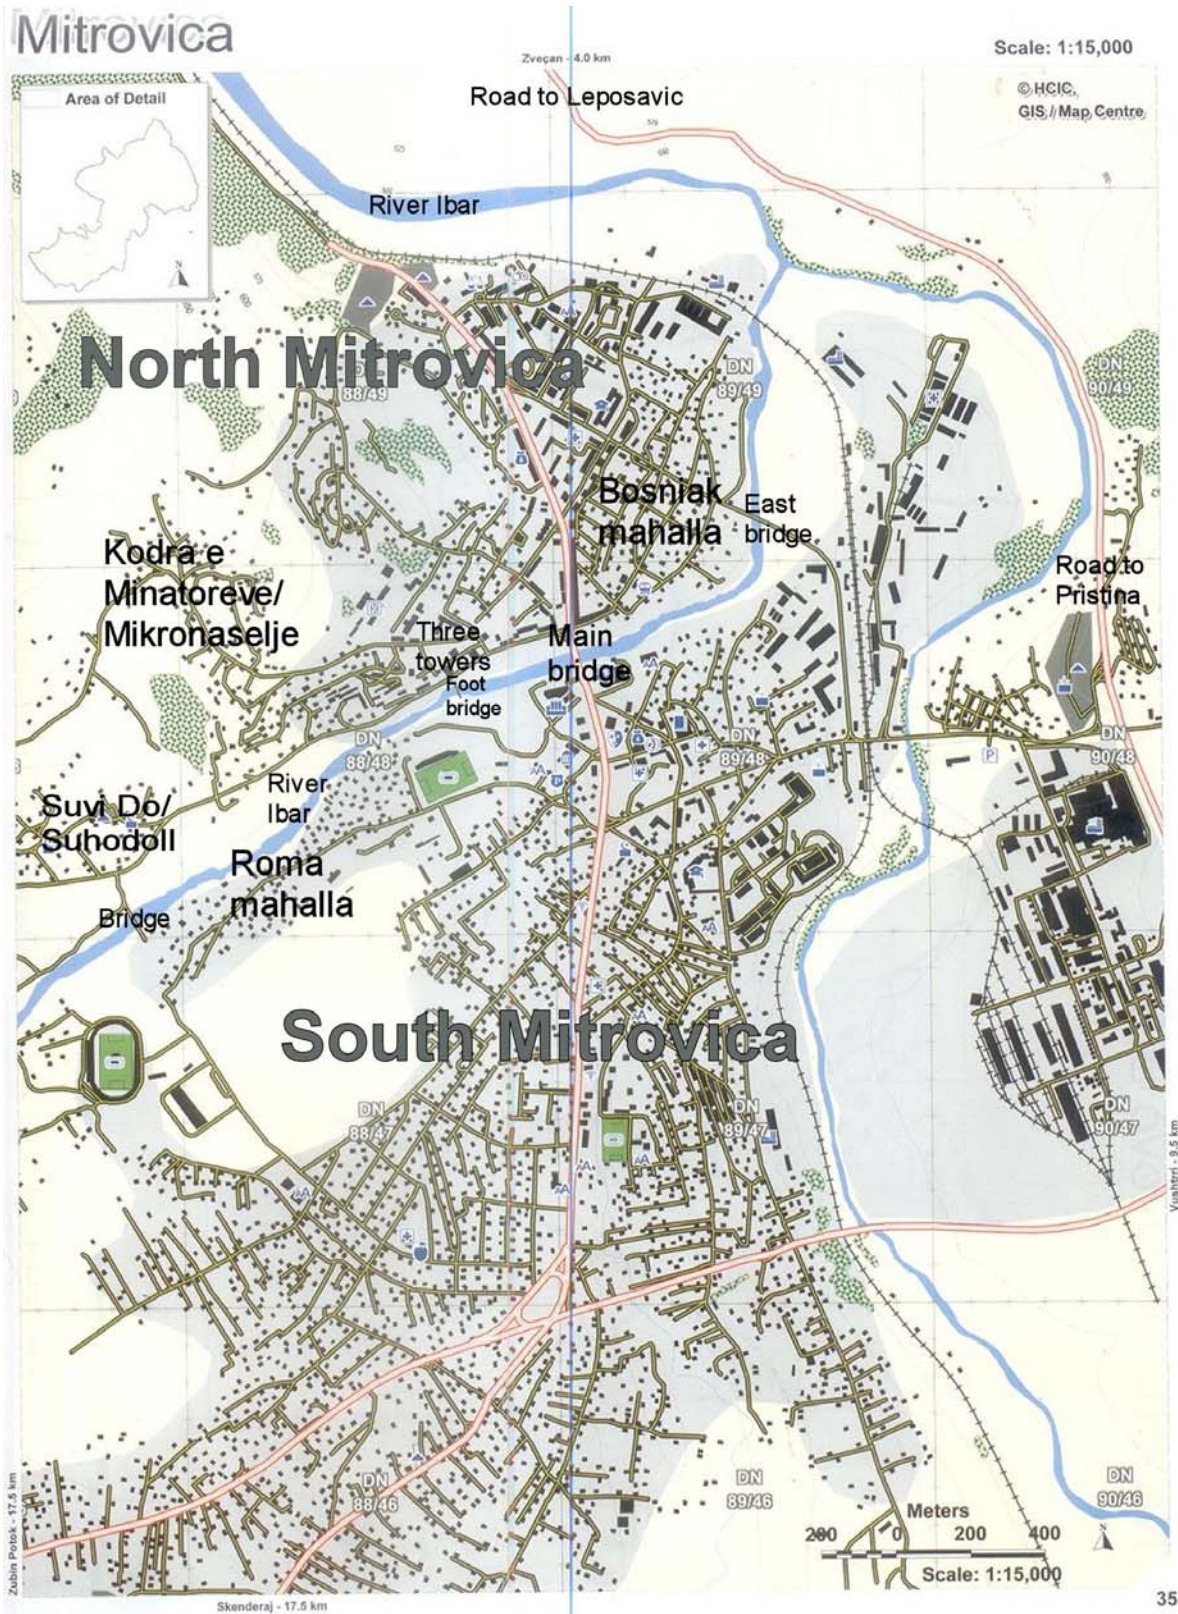 Mitrovica
Zveçan - 4.0 km
Scale: 1:15,000
Area of Detail
N
Road to Leposavic
© HCIC,
GIS / Map Centre
River Ibar
North Mitrovica
88/49
DN
89/49
DN
90/49
Bosniak
mahalla
East
bridge
Kodra e
Minatoreve/
Mikronaselje
Road to
Pristina
Three
towers
Main
bridge
Foot
bridge
DN
88/48
DN
89/48
P
DN
90/48
River
Ibar
Suvi Do/
Suhodoll
Roma
mahalla
Bridge
South Mitrovica
DN
88/47
DN
89/47
DN
90/47
Vushtrri - 9.5 km
DN
88/46
DN
89/46
DN
90/46
Zubin Potok - 17.5 km
Meters
200 0 200 400
N
Scale: 1:15,000
Skenderaj - 17.5 km
35